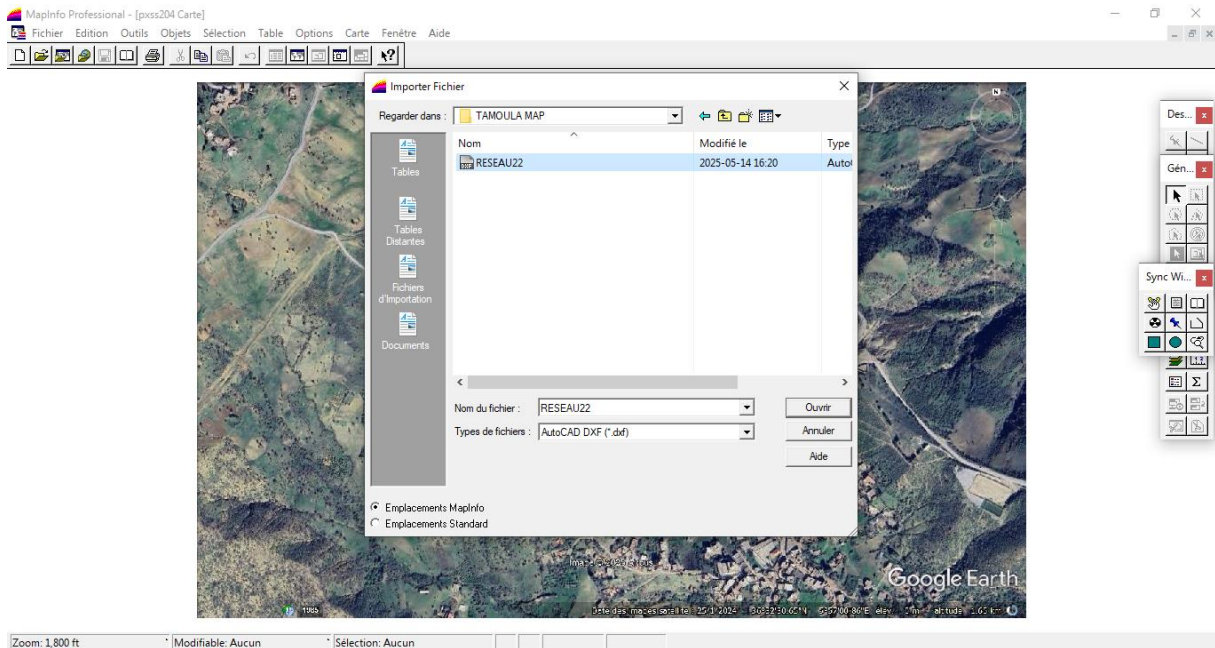 MapInfo Professional - [pxss204 Carte]
Fichier Edition Outils Objets Sélection Table Options Carte Fenêtre Aide
Importer Fichier
Regarder dans : TAMOULA MAP
Nom Modifié le Type
RESEAU22 2025-05-14 16:20 Auto
Tables
Tables
Distantes
Fichiers
d'Importation
Documents
Nom du fichier : RESEAU22 Ouvrir
Types de fichiers : AutoCAD DXF (*.dxf) Annuler
Aide
Emplacements MapInfo
Emplacements Standard
Des...
Gén...
Sync Wi...
N
Google Earth
1985
Zoom: 1,800 ft Modifiable: Aucun Sélection: Aucun